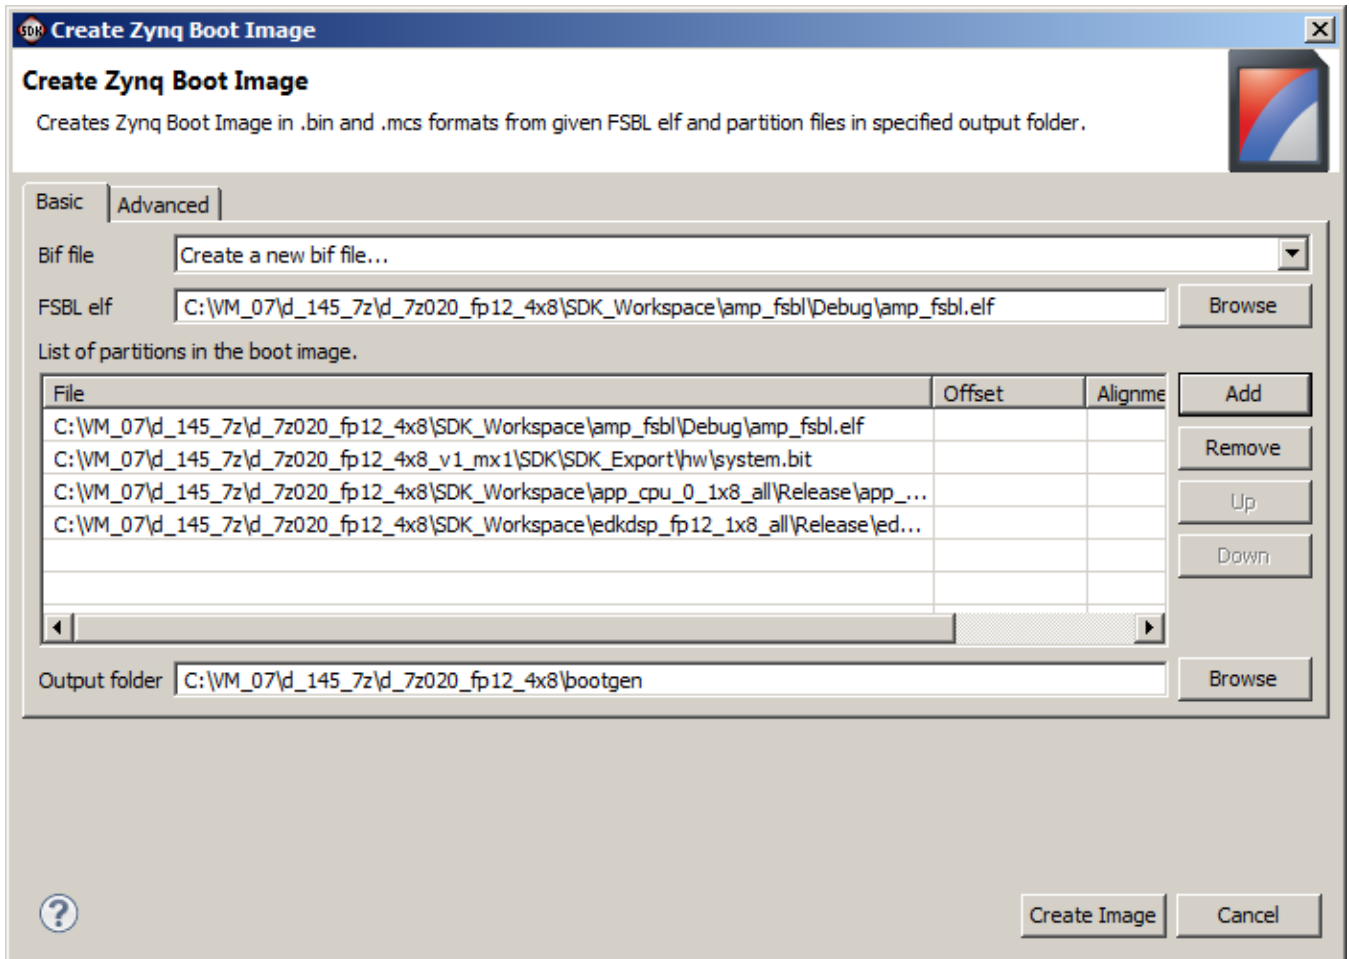 SDK Create Zynq Boot Image
Create Zynq Boot Image
Creates Zynq Boot Image in .bin and .mcs formats from given FSBL elf and partition files in specified output folder.
Basic Advanced
Bif file Create a new bif file...
FSBL elf C:\VM_07\d_145_7z\d_7z020_fp12_4x8\SDK_Workspace\amp_fsbl\Debug\amp_fsbl.elf Browse
List of partitions in the boot image.
File Offset Alignme Add
C:\VM_07\d_145_7z\d_7z020_fp12_4x8\SDK_Workspace\amp_fsbl\Debug\amp_fsbl.elf
C:\VM_07\d_145_7z\d_7z020_fp12_4x8_v1_mx1\SDK\SDK_Export\hw\system.bit Remove
C:\VM_07\d_145_7z\d_7z020_fp12_4x8\SDK_Workspace\app_cpu_0_1x8_all\Release\app_... Up
C:\VM_07\d_145_7z\d_7z020_fp12_4x8\SDK_Workspace\edkdsp_fp12_1x8_all\Release\ed...
Down
Output folder C:\VM_07\d_145_7z\d_7z020_fp12_4x8\bootgen Browse
? Create Image Cancel